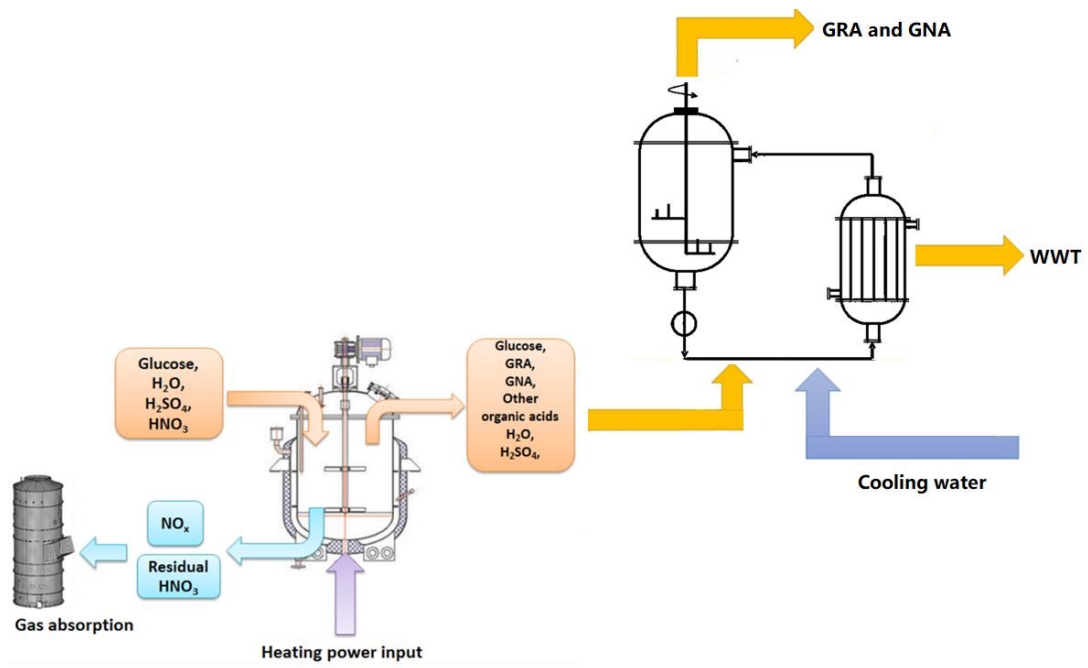 GRA and GNA
WWT
Cooling water
Glucose,
H₂O,
H₂SO₄,
HNO₃
Glucose,
GRA,
GNA,
Other
organic acids
H₂O,
H₂SO₄,
NOₓ
Residual
HNO₃
Gas absorption
Heating power input